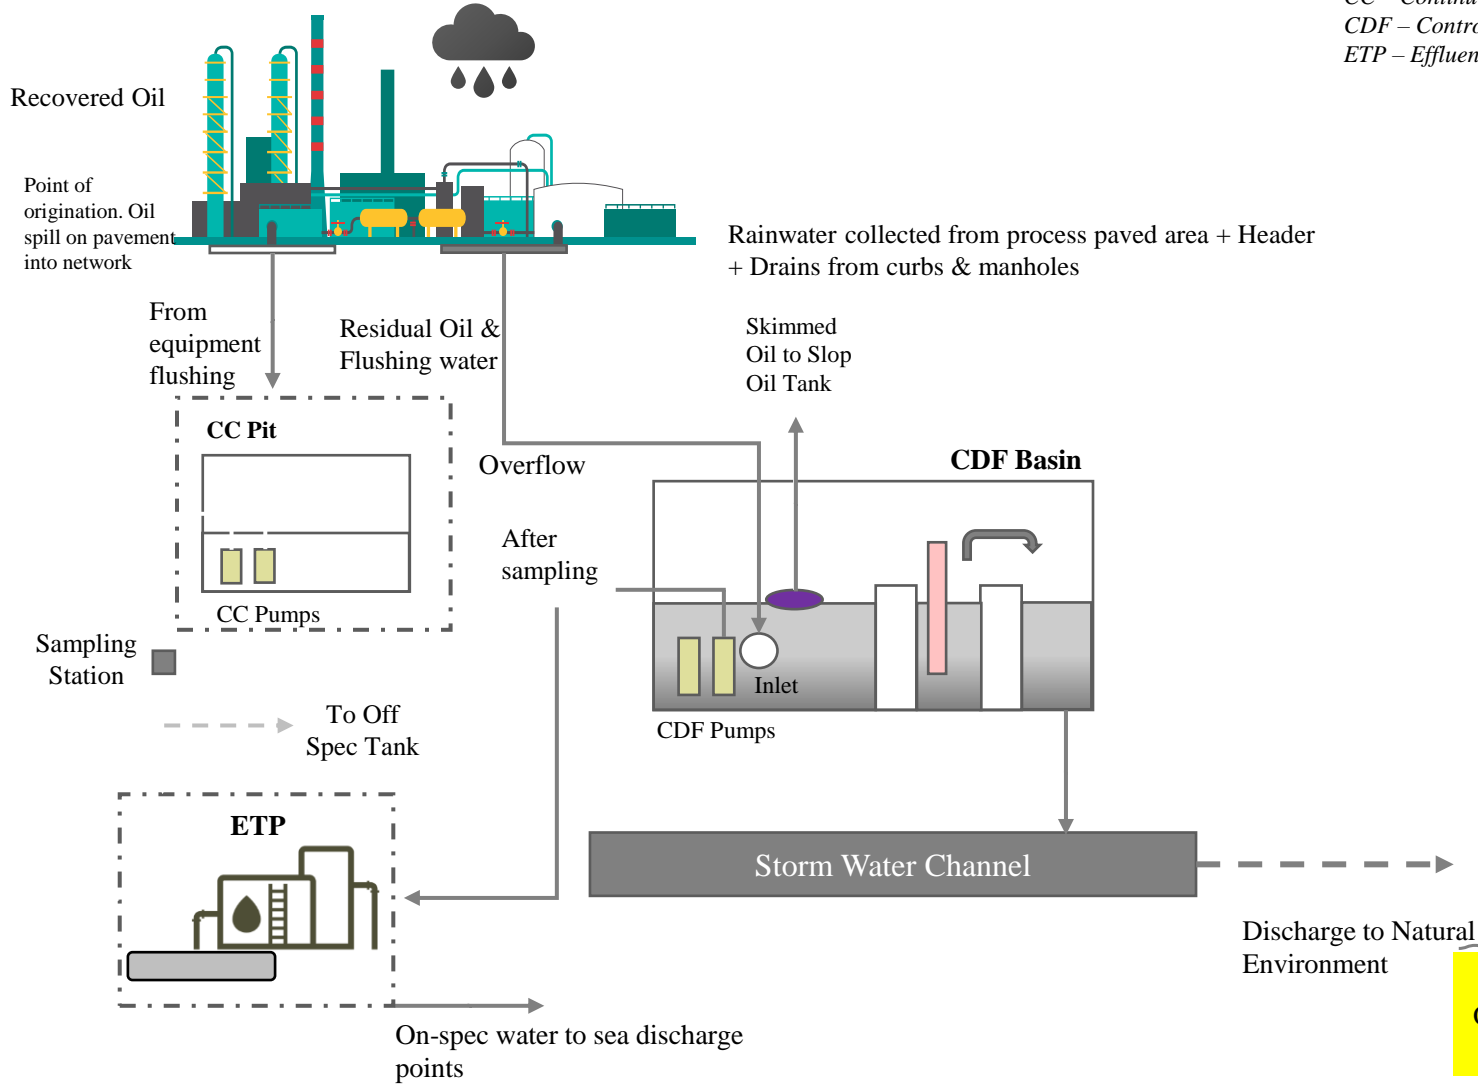 CC – 
CDF – 
ETP – 
Recovered Oil
Point of
origination. Oil
spill on pavement
into network
Rainwater collected from process paved area + Header
+ Drains from curbs & manholes
From
equipment
flushing
Residual Oil &
Flushing water
Skimmed
Oil to Slop
Oil Tank
CC Pit
Overflow
CDF Basin
After
sampling
CC Pumps
Sampling
Station
Inlet
To Off
Spec Tank
CDF Pumps
ETP
Storm Water Channel
Discharge to Natural
Environment
On-spec water to sea discharge
points